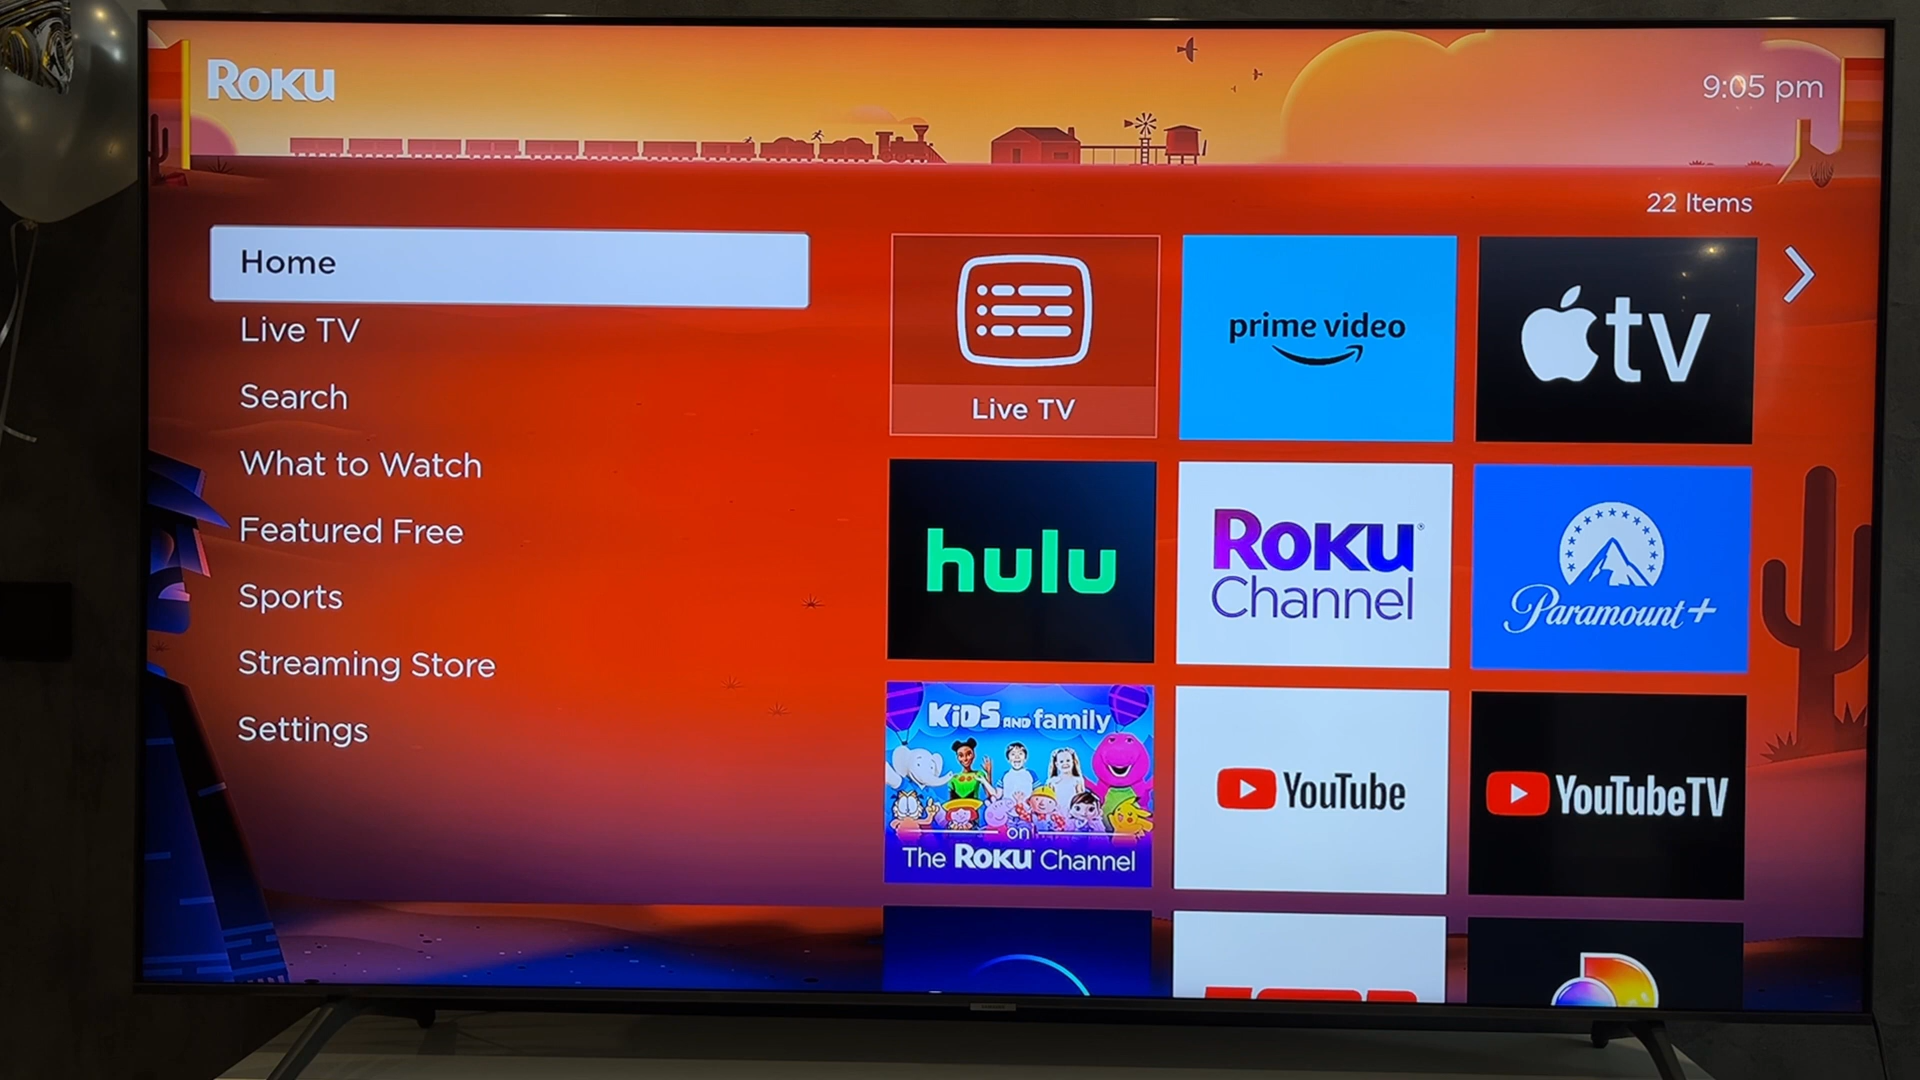 Roku
9:05 pm
22 Items
Home
Live TV
Search
What to Watch
Featured Free
Sports
Streaming Store
Settings
Live TV
prime video
tv
hulu
Roku
Channel
Paramount+
KiDS AND family
on
The Roku Channel
YouTube
YouTubeTV